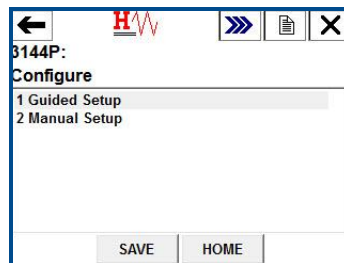 H
3144P:
Configure
1 Guided Setup
2 Manual Setup
SAVE HOME